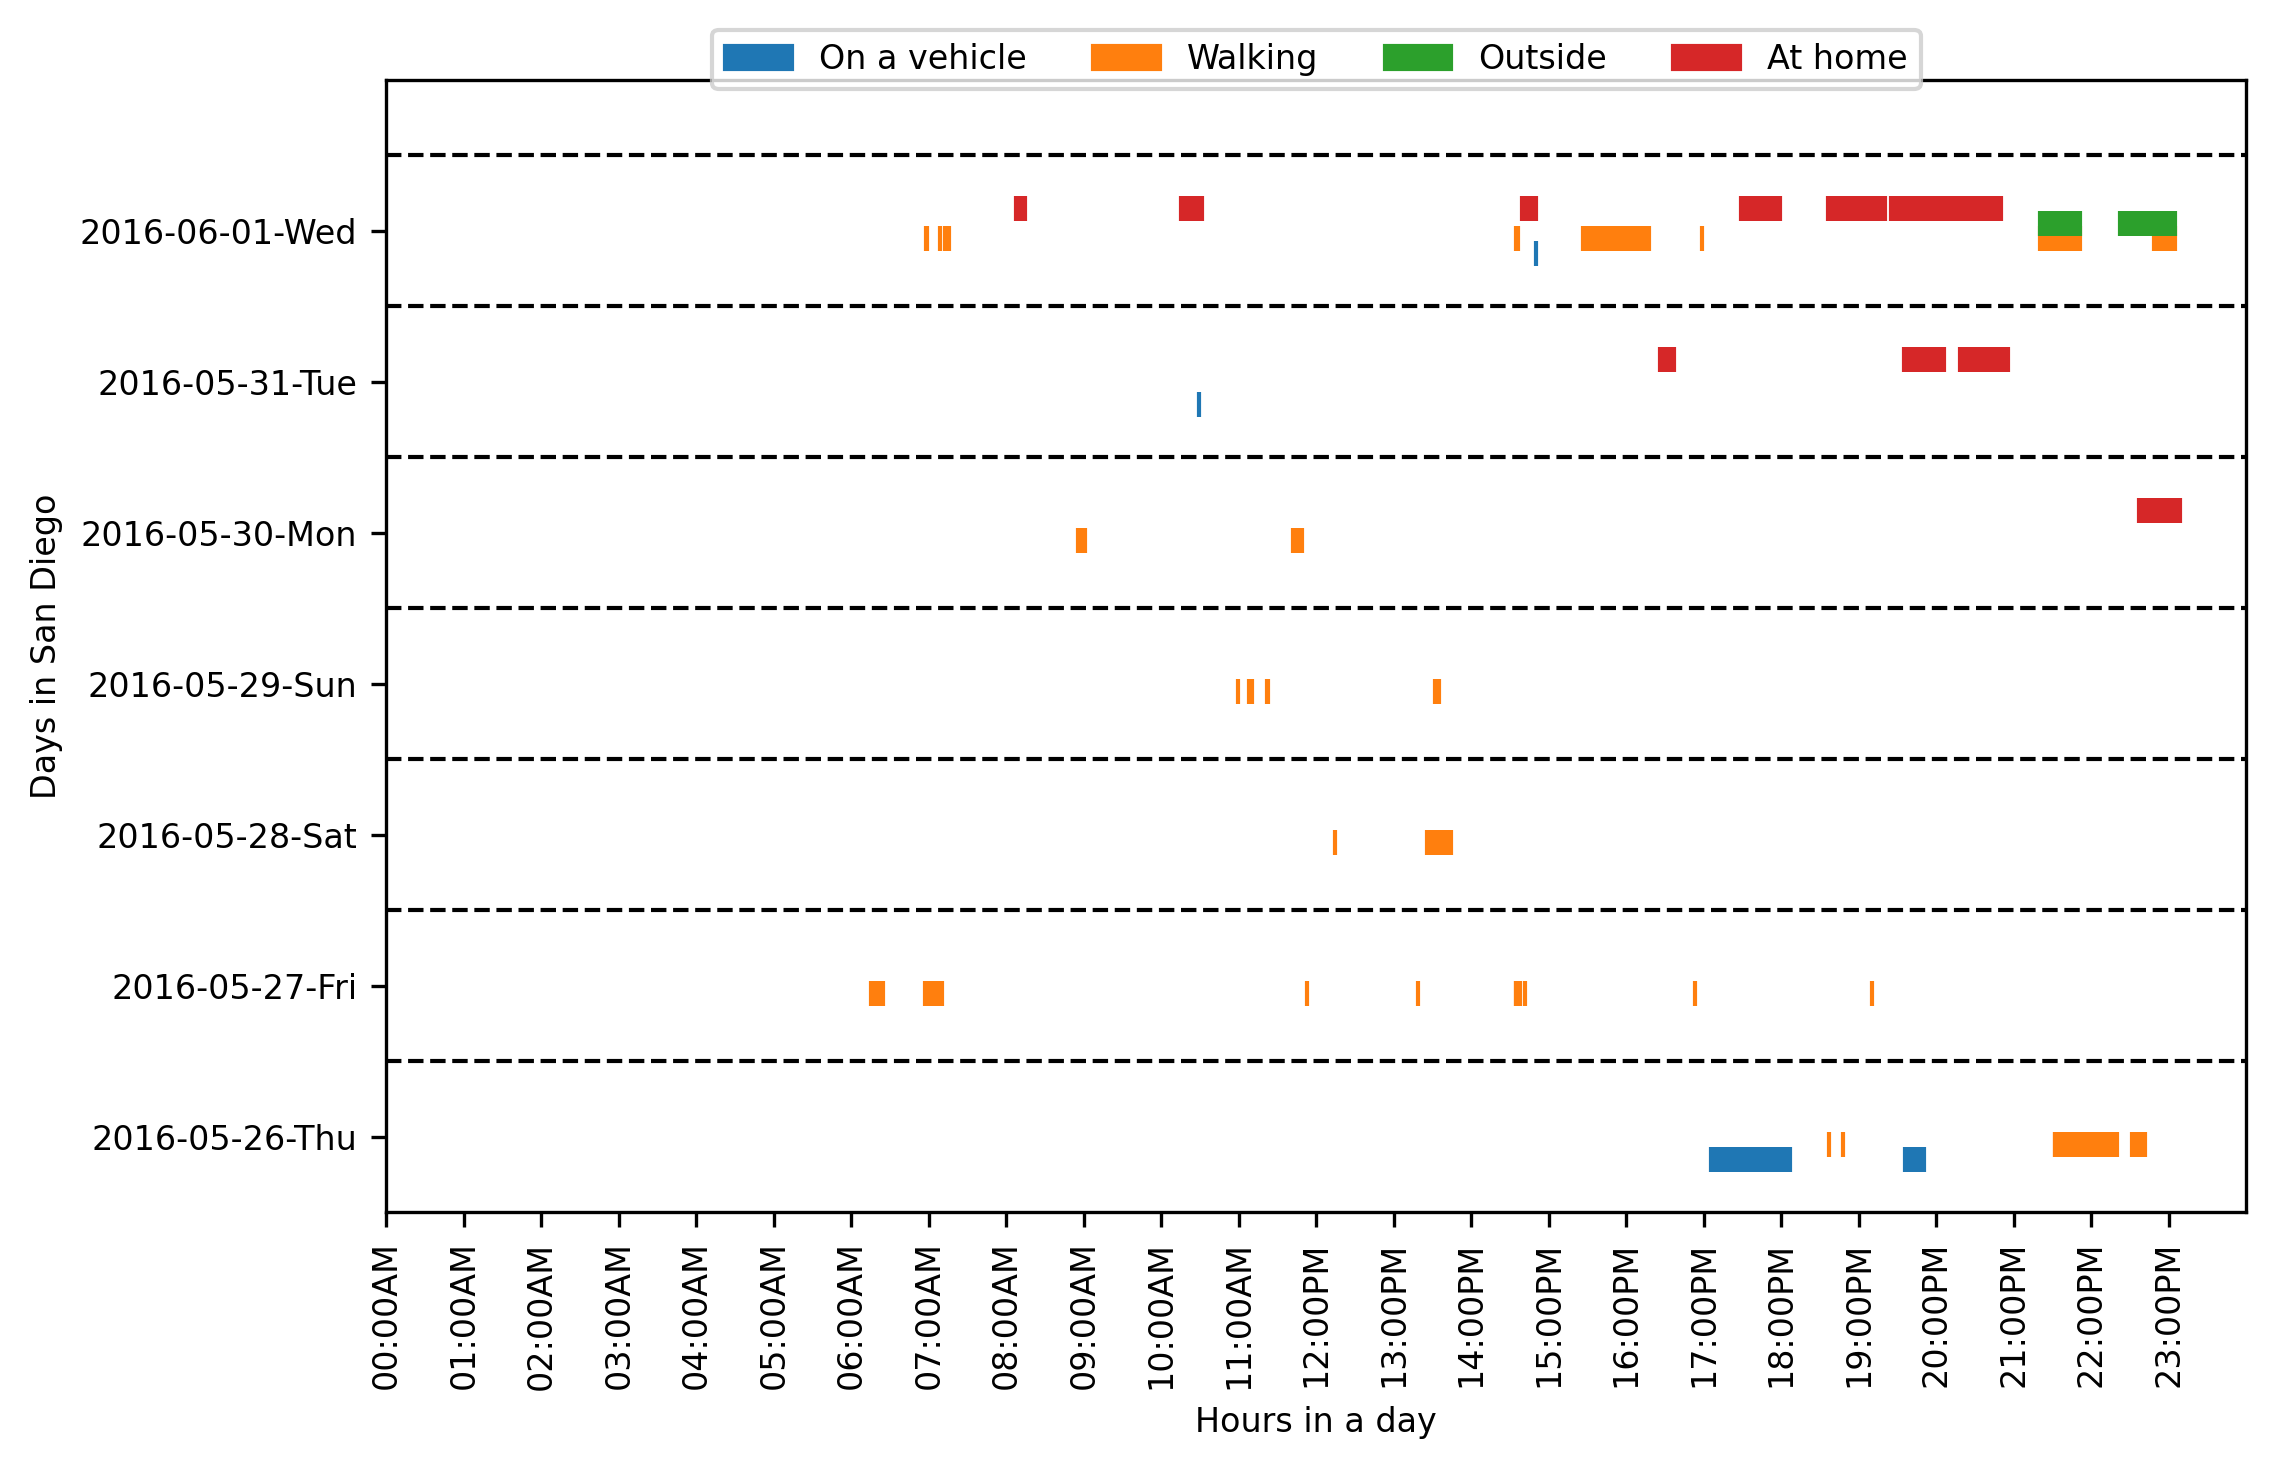 On a vehicle Walking Outside At home
2016-06-01-Wed
2016-05-31-Tue
2016-05-30-Mon
2016-05-29-Sun
2016-05-28-Sat
2016-05-27-Fri
2016-05-26-Thu
Days in San Diego
00:00AM 01:00AM 02:00AM 03:00AM 04:00AM 05:00AM 06:00AM 07:00AM 08:00AM 09:00AM 10:00AM 11:00AM 12:00PM 13:00PM 14:00PM 15:00PM 16:00PM 17:00PM 18:00PM 19:00PM 20:00PM 21:00PM 22:00PM 23:00PM
Hours in a day